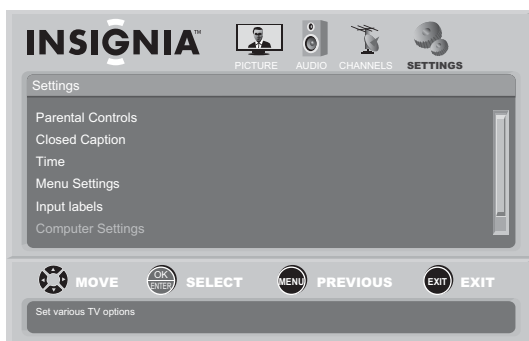 INSIGNIA™
PICTURE AUDIO CHANNELS SETTINGS
Settings
Parental Controls
Closed Caption
Time
Menu Settings
Input labels
Computer Settings
MOVE OK ENTER SELECT MENU PREVIOUS EXIT EXIT
Set various TV options